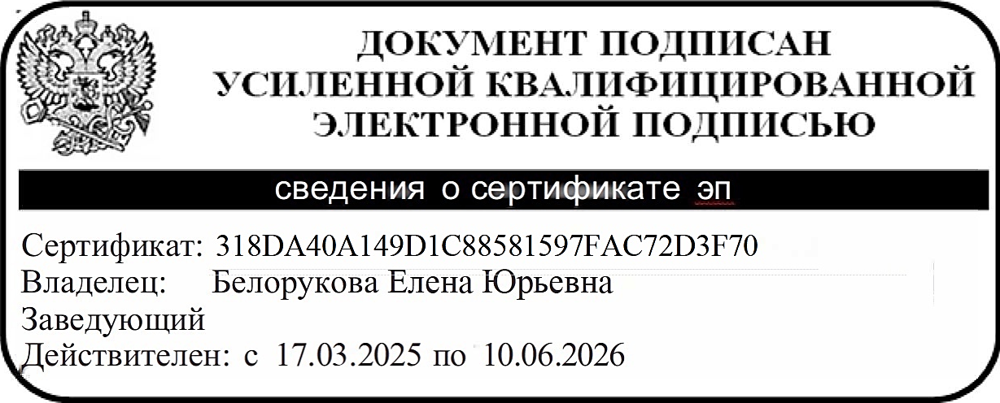 ДОКУМЕНТ ПОДПИСАН
УСИЛЕННОЙ КВАЛИФИЦИРОВАННОЙ
ЭЛЕКТРОННОЙ ПОДПИСЬЮ
сведения о сертификате эп
Сертификат: 318DA40A149D1C88581597FAC72D3F70
Владелец: Белорукова Елена Юрьевна
Заведующий
Действителен: с 17.03.2025 по 10.06.2026